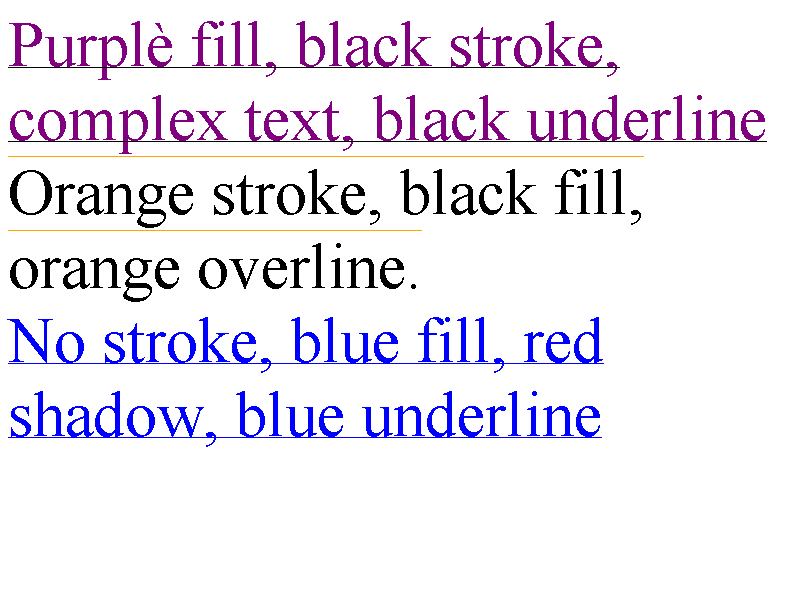 Purplè fill, black stroke,
complex text, black underline
Orange stroke, black fill,
orange overline.
No stroke, blue fill, red
shadow, blue underline